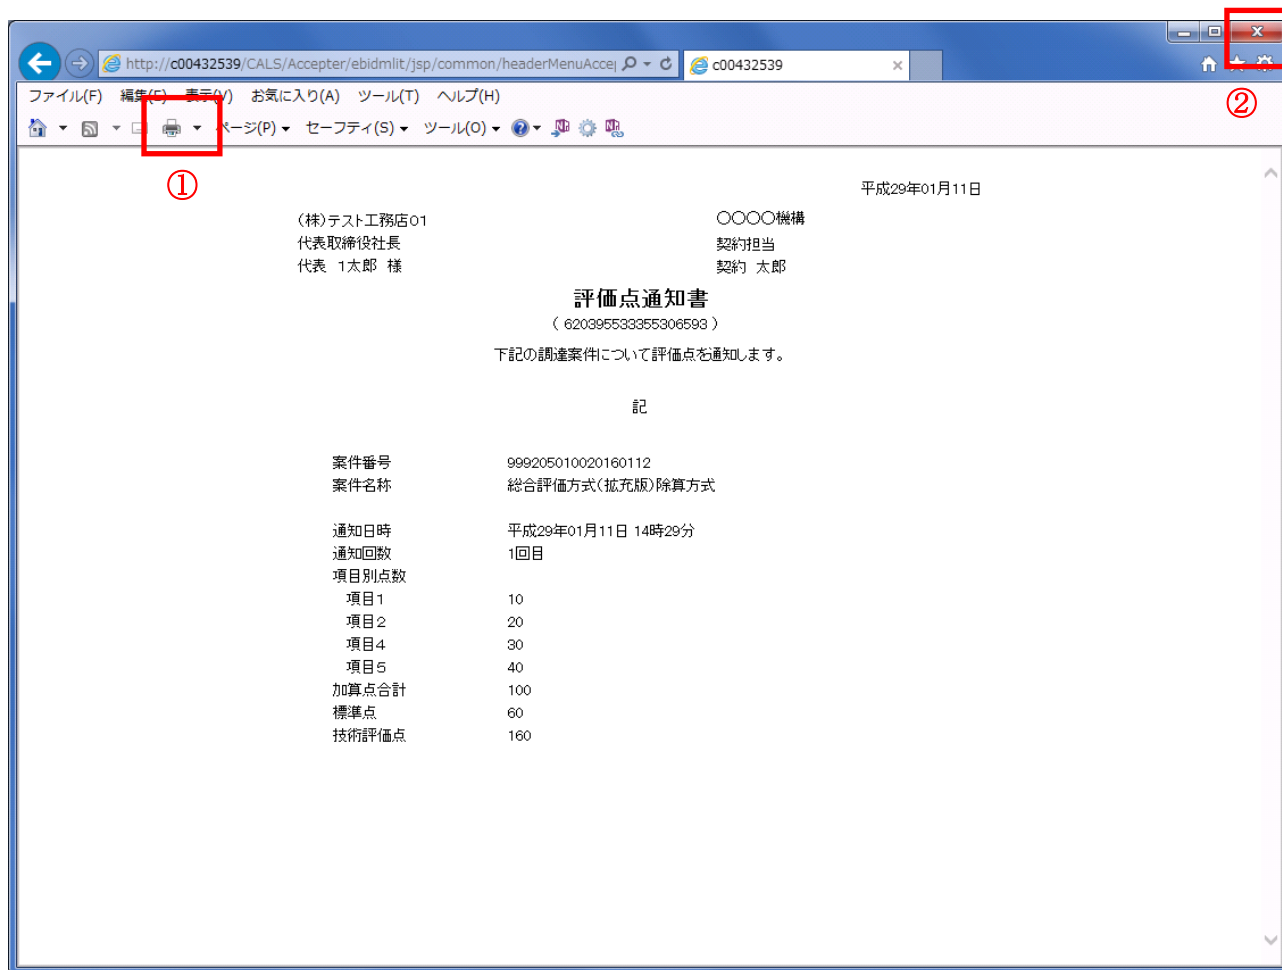 http://c00432539/CALS/Accepter/ebidmlit/jsp/common/headerMenuAccep
c00432539
ファイル(F) 編集(E) 表示(V) お気に入り(A) ツール(T) ヘルプ(H)
②
ページ(P) セーフティ(S) ツール(O)
①
平成29年01月11日
(株)テスト工務店01
○○○○機構
代表取締役社長
契約担当
代表 1太郎 様
契約 太郎
評価点通知書
( 620395533355306593 )
下記の調達案件について評価点を通知します。
記
案件番号 999205010020160112
案件名称 総合評価方式(拡充版)除算方式
通知日時 平成29年01月11日 14時29分
通知回数 1回目
項目別点数
項目1 10
項目2 20
項目4 30
項目5 40
加算点合計 100
標準点 60
技術評価点 160